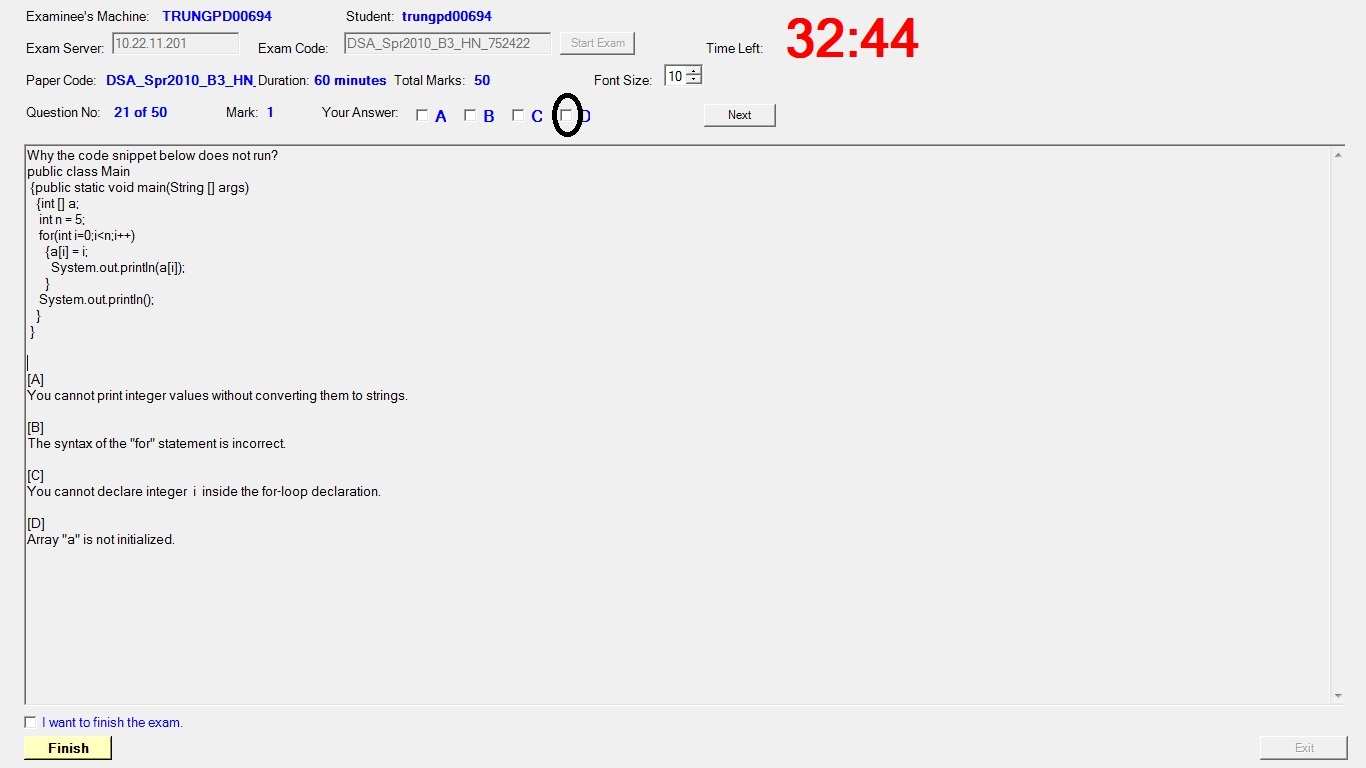 Examinee's Machine: TRUNGPD00694 Student: trungpd00694
Exam Server: 10.22.11.201 Exam Code: DSA_Spr2010_B3_HN_752422 Start Exam Time Left: 32:44
Paper Code: DSA_Spr2010_B3_HN_ Duration: 60 minutes Total Marks: 50 Font Size: 10
Question No: 21 of 50 Mark: 1 Your Answer: A B C D Next
Why the code snippet below does not run?
public class Main
{public static void main(String [] args)
{int [] a;
int n = 5;
for(int i=0;i<n;i++)
{a[i] = i;
System.out.println(a[i]);
}
System.out.println();
}
}
[A]
You cannot print integer values without converting them to strings.
[B]
The syntax of the "for" statement is incorrect.
[C]
You cannot declare integer i inside the for-loop declaration.
[D]
Array "a" is not initialized.
I want to finish the exam.
Finish Exit